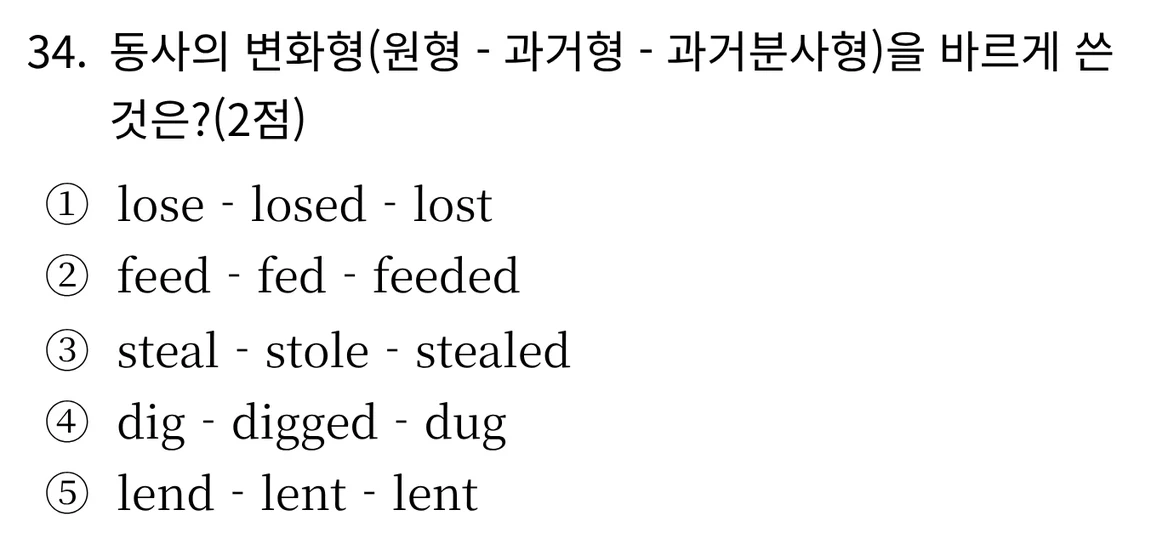 34. 동사의 변화형(원형 - 과거형 - 과거분사형)을 바르게 쓴
것은?(2점)
① lose - losed - lost
② feed - fed - feeded
③ steal - stole - stealed
④ dig - digged - dug
⑤ lend - lent - lent